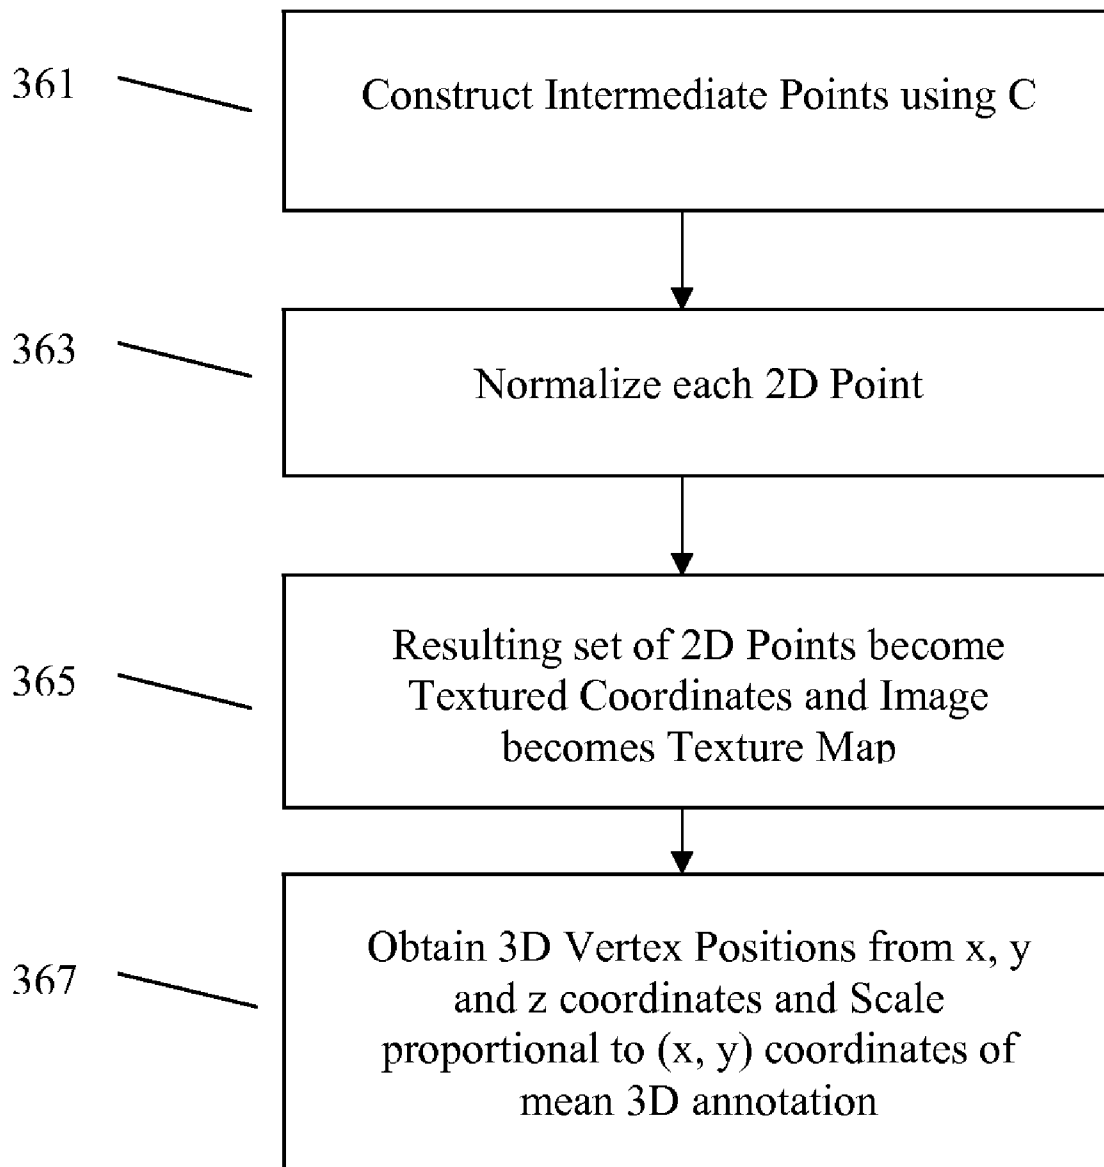 361
Construct Intermediate Points using C
363
Normalize each 2D Point
365
Resulting set of 2D Points become
Textured Coordinates and Image
becomes Texture Map
367
Obtain 3D Vertex Positions from x, y
and z coordinates and Scale
proportional to (x, y) coordinates of
mean 3D annotation